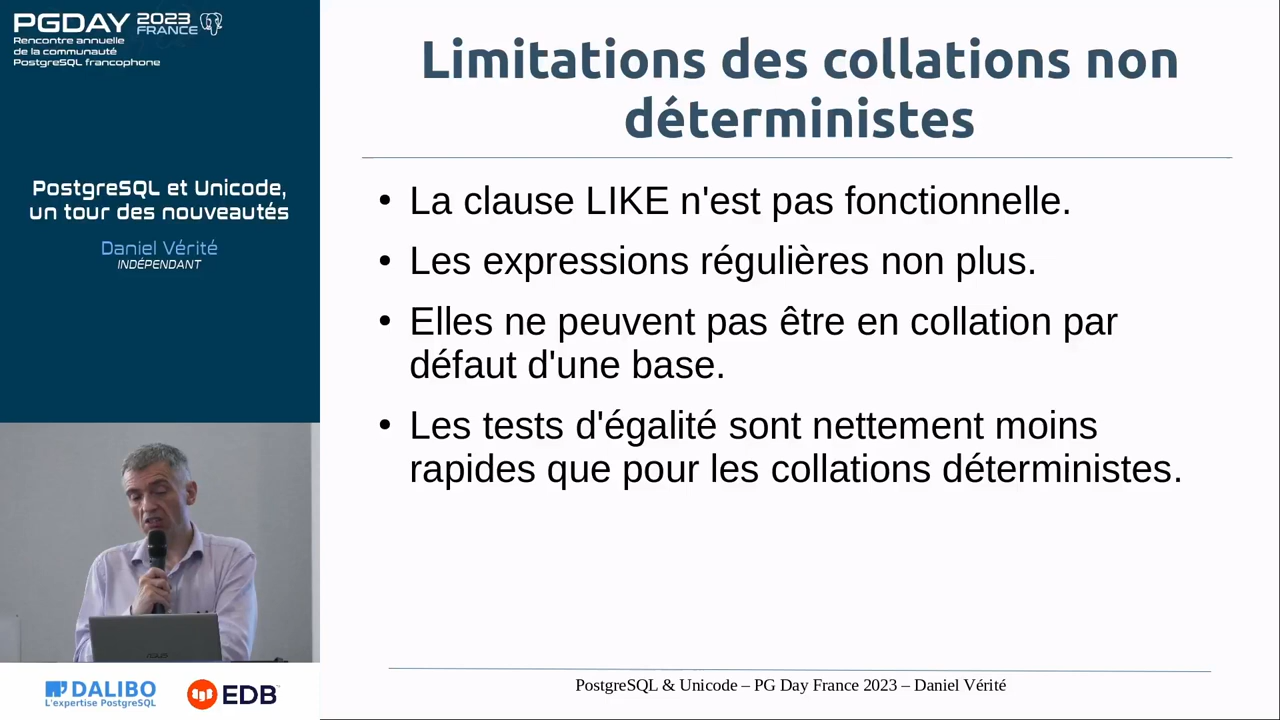 PGDAY 2023 FRANCE
Rencontre annuelle
de la communauté
PostgreSQL francophone
PostgreSQL et Unicode,
un tour des nouveautés
Daniel Vérité
INDÉPENDANT
Limitations des collations non
déterministes
• La clause LIKE n'est pas fonctionnelle.
• Les expressions régulières non plus.
• Elles ne peuvent pas être en collation par
défaut d'une base.
• Les tests d'égalité sont nettement moins
rapides que pour les collations déterministes.
PostgreSQL & Unicode – PG Day France 2023 – Daniel Vérité
ASUS
DALIBO
L'expertise PostgreSQL
EDB